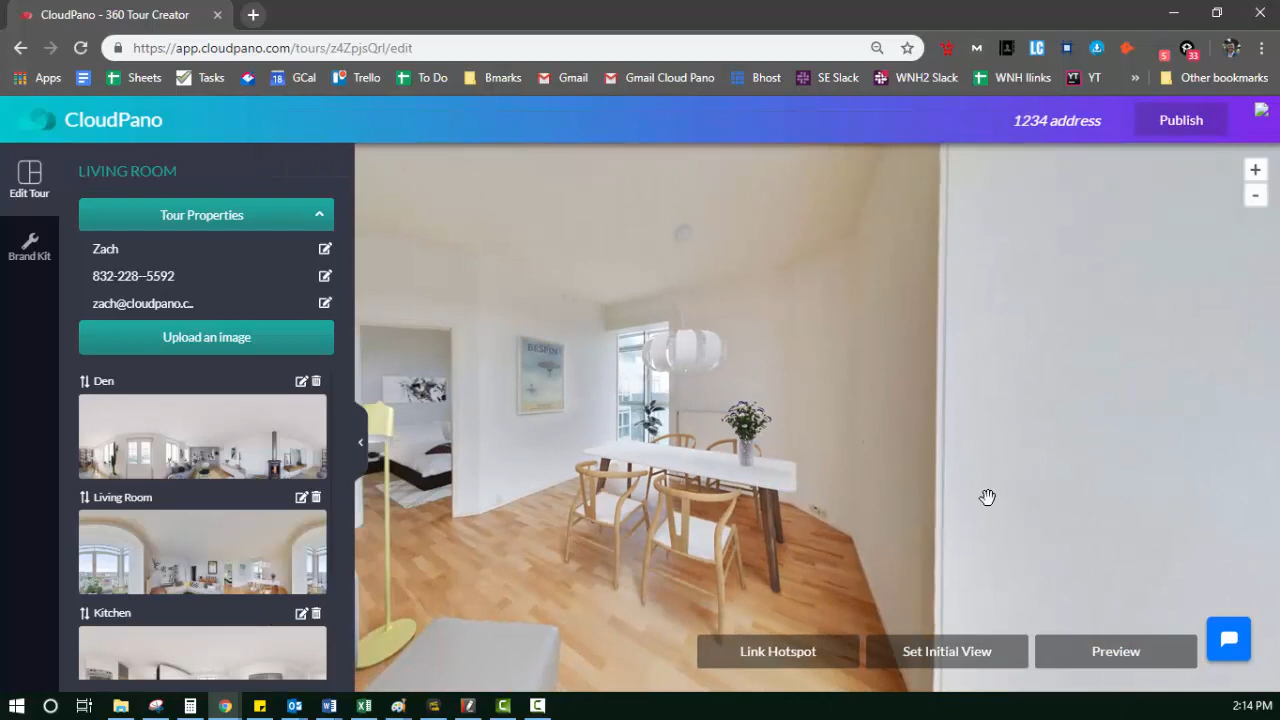 CloudPano - 360 Tour Creator
https://app.cloudpano.com/tours/z4ZpjsQrl/edit
Apps Sheets Tasks GCal Trello To Do Bmarks Gmail Gmail Cloud Pano Bhost SE Slack WNH2 Slack WNH Ilinks YT » Other bookmarks
CloudPano
1234 address
Publish
Edit Tour
Brand Kit
LIVING ROOM
Tour Properties
Zach
832-228--5592
zach@cloudpano.c..
Upload an image
Den
Living Room
Kitchen
Link Hotspot
Set Initial View
Preview
2:14 PM